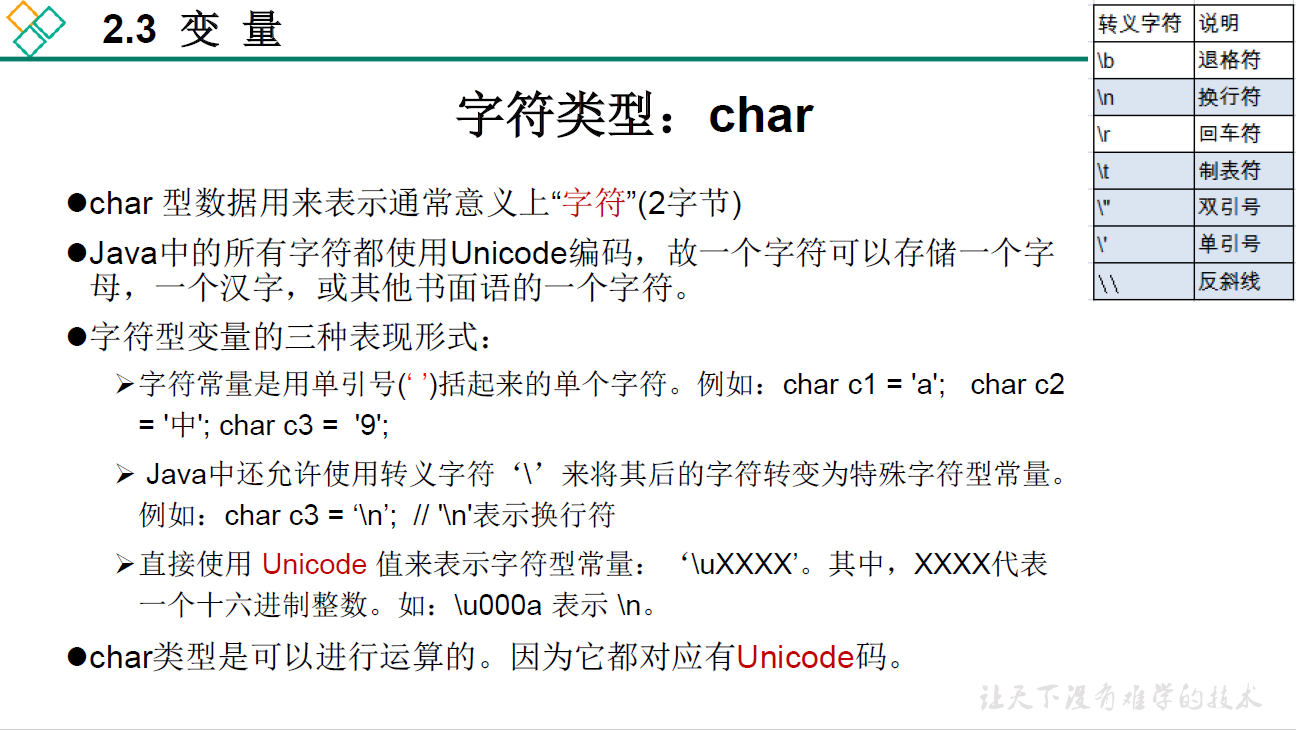 2.3 变 量
字符类型：char
●char 型数据用来表示通常意义上“字符”(2字节)
●Java中的所有字符都使用Unicode编码，故一个字符可以存储一个字
母，一个汉字，或其他书面语的一个字符。
●字符型变量的三种表现形式：
➢字符常量是用单引号(‘ ’)括起来的单个字符。例如：char c1 = 'a'; char c2
= '中'; char c3 = '9';
➢ Java中还允许使用转义字符‘\’来将其后的字符转变为特殊字符型常量。
例如：char c3 = ‘\n’; // '\n'表示换行符
➢直接使用 Unicode 值来表示字符型常量：‘\uXXXX’。其中，XXXX代表
一个十六进制整数。如：\u000a 表示 \n。
●char类型是可以进行运算的。因为它都对应有Unicode码。
转义字符 说明
\b 退格符
\n 换行符
\r 回车符
\t 制表符
\" 双引号
\' 单引号
\\ 反斜线
让天下没有难学的技术